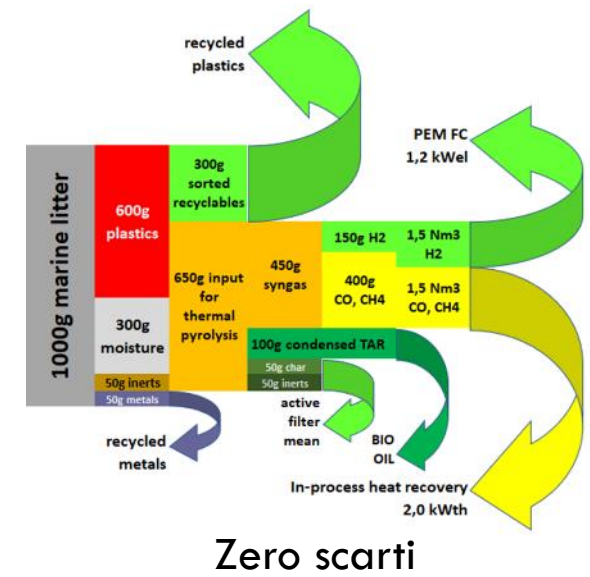 recycled
plastics
PEM FC
1,2 kWel
1000g marine litter
600g
plastics
300g
moisture
50g inerts
50g metals
300g
sorted
recyclables
650g input
for
thermal
pyrolysis
450g
syngas
150g H2
400g
CO, CH4
1,5 Nm3
H2
1,5 Nm3
CO, CH4
100g condensed TAR
50g char
50g inerts
active
filter
mean
BIO
OIL
recycled
metals
In-process heat recovery
2,0 kWth
Zero scarti